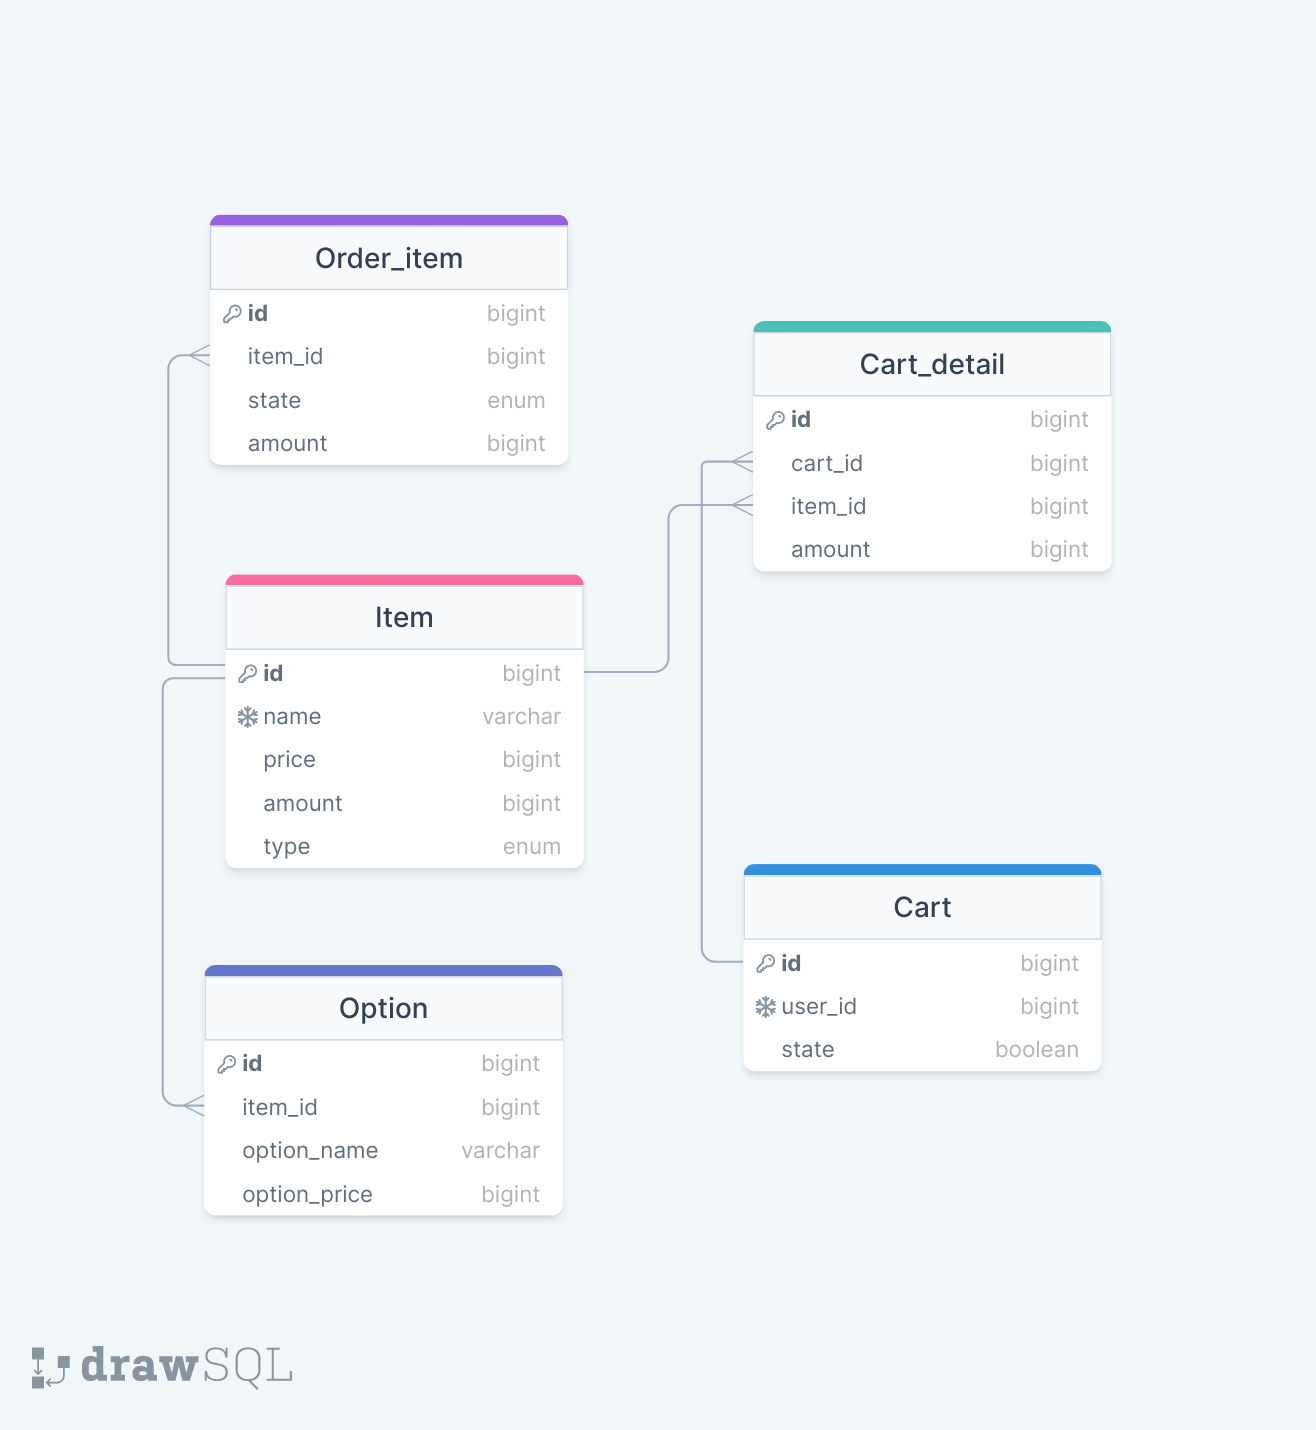 Order_item
id bigint
item_id bigint
state enum
amount bigint
Cart_detail
id bigint
cart_id bigint
item_id bigint
amount bigint
Item
id bigint
name varchar
price bigint
amount bigint
type enum
Cart
id bigint
user_id bigint
state boolean
Option
id bigint
item_id bigint
option_name varchar
option_price bigint
drawSQL